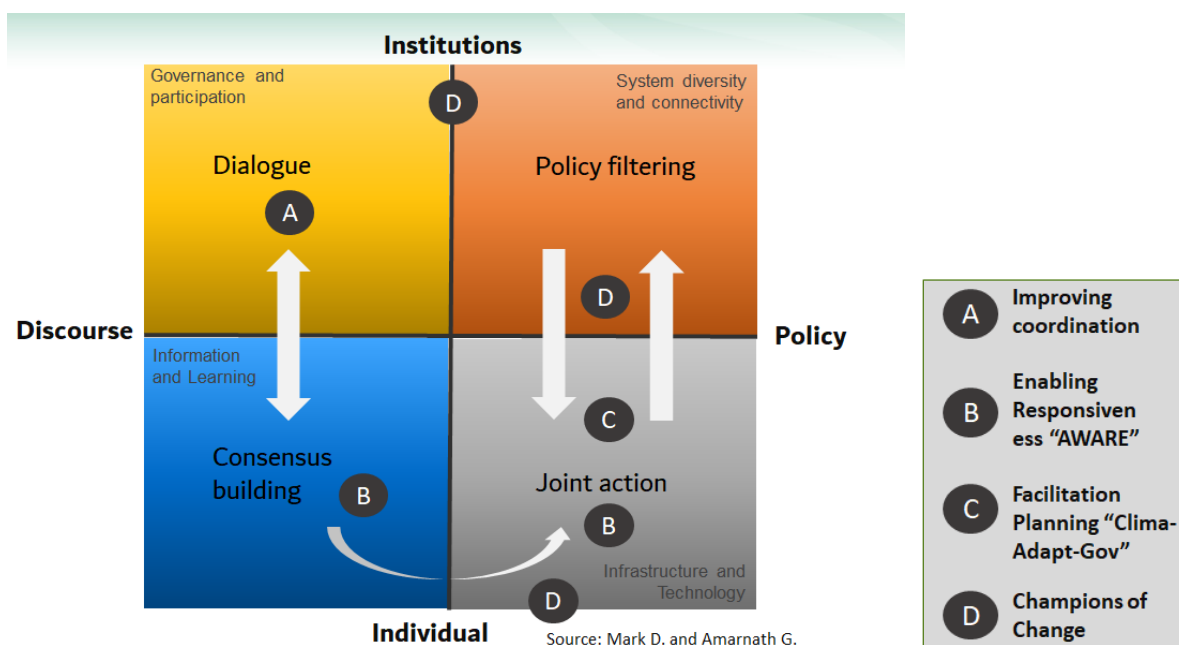 Institutions
Governance and
participation
D
System diversity
and connectivity
Dialogue
Policy filtering
A
D
Discourse
Policy
Information
and Learning
C
Consensus
building
B
Joint action
B
Infrastructure and
Technology
D
Individual
Source: Mark D. and Amarnath G.
A
Improving
coordination
B
Enabling
Responsiven
ess “AWARE”
C
Facilitation
Planning “Clima-
Adapt-Gov”
D
Champions of
Change